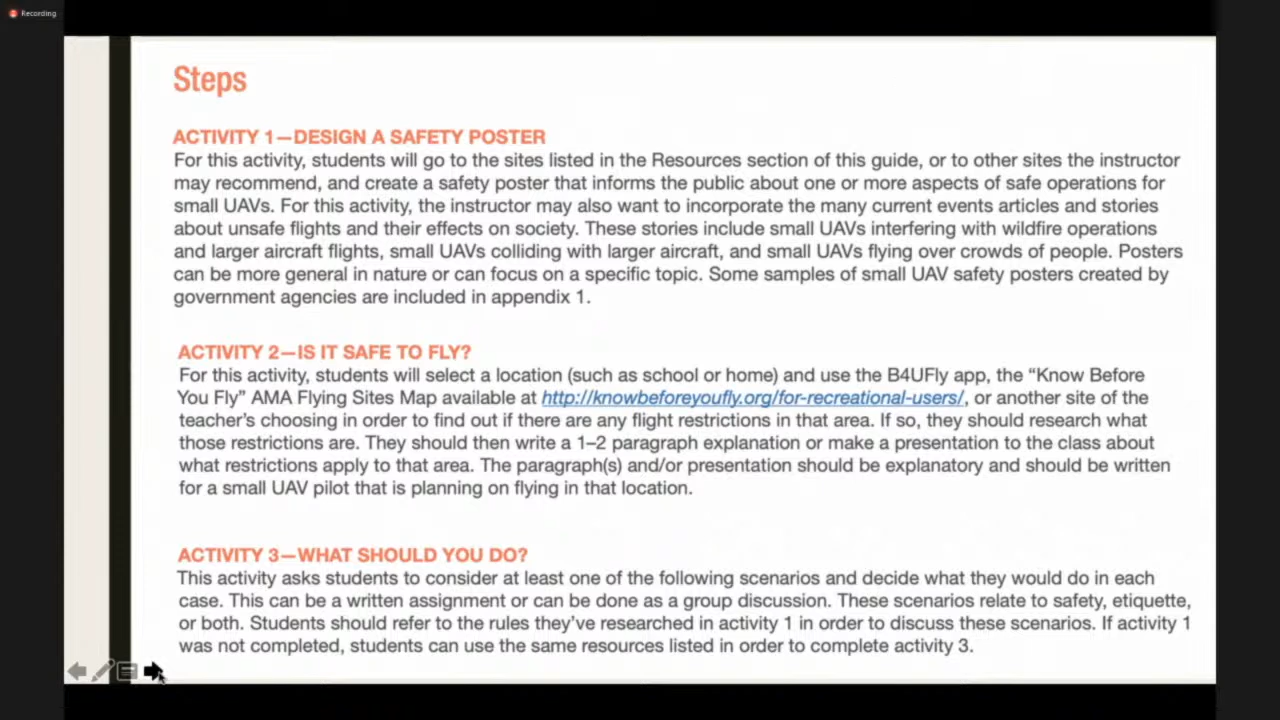 Recording
Steps
ACTIVITY 1—DESIGN A SAFETY POSTER
For this activity, students will go to the sites listed in the Resources section of this guide, or to other sites the instructor
may recommend, and create a safety poster that informs the public about one or more aspects of safe operations for
small UAVs. For this activity, the instructor may also want to incorporate the many current events articles and stories
about unsafe flights and their effects on society. These stories include small UAVs interfering with wildfire operations
and larger aircraft flights, small UAVs colliding with larger aircraft, and small UAVs flying over crowds of people. Posters
can be more general in nature or can focus on a specific topic. Some samples of small UAV safety posters created by
government agencies are included in appendix 1.
ACTIVITY 2—IS IT SAFE TO FLY?
For this activity, students will select a location (such as school or home) and use the B4UFly app, the “Know Before
You Fly” AMA Flying Sites Map available at http://knowbeforeyoufly.org/for-recreational-users/, or another site of the
teacher’s choosing in order to find out if there are any flight restrictions in that area. If so, they should research what
those restrictions are. They should then write a 1–2 paragraph explanation or make a presentation to the class about
what restrictions apply to that area. The paragraph(s) and/or presentation should be explanatory and should be written
for a small UAV pilot that is planning on flying in that location.
ACTIVITY 3—WHAT SHOULD YOU DO?
This activity asks students to consider at least one of the following scenarios and decide what they would do in each
case. This can be a written assignment or can be done as a group discussion. These scenarios relate to safety, etiquette,
or both. Students should refer to the rules they’ve researched in activity 1 in order to discuss these scenarios. If activity 1
was not completed, students can use the same resources listed in order to complete activity 3.